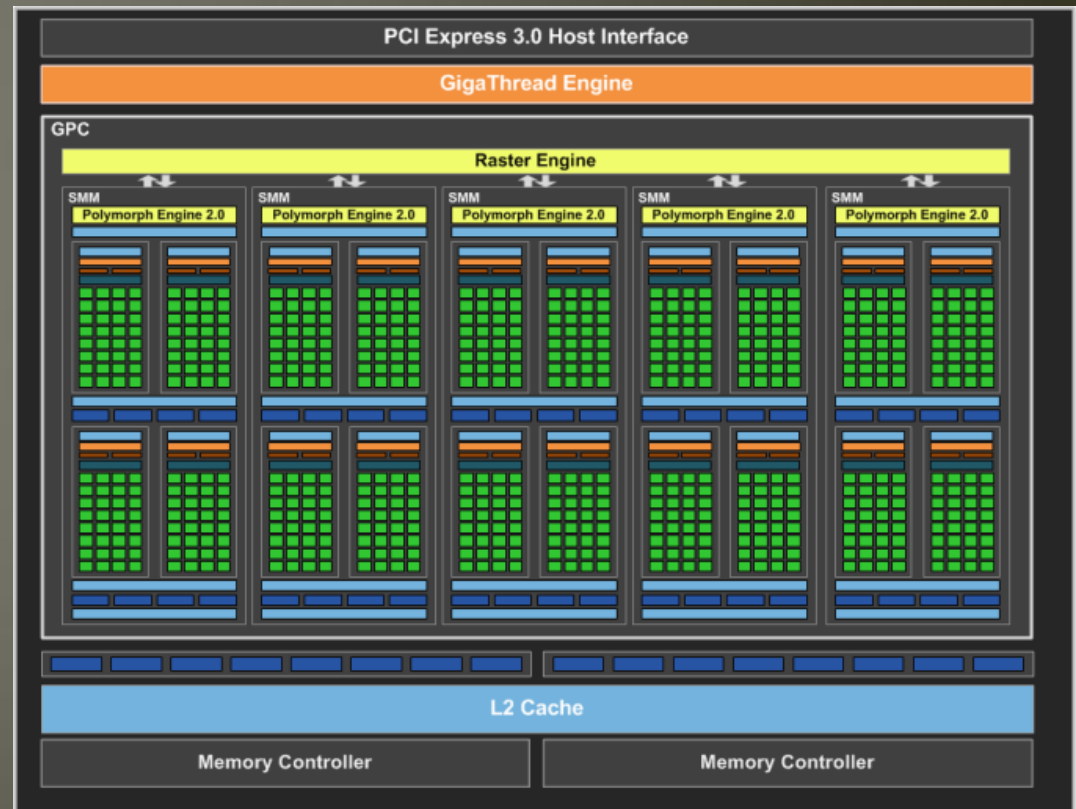 PCI Express 3.0 Host Interface
GigaThread Engine
GPC
Raster Engine
SMM
SMM
SMM
SMM
SMM
Polymorph Engine 2.0
Polymorph Engine 2.0
Polymorph Engine 2.0
Polymorph Engine 2.0
Polymorph Engine 2.0
L2 Cache
Memory Controller
Memory Controller